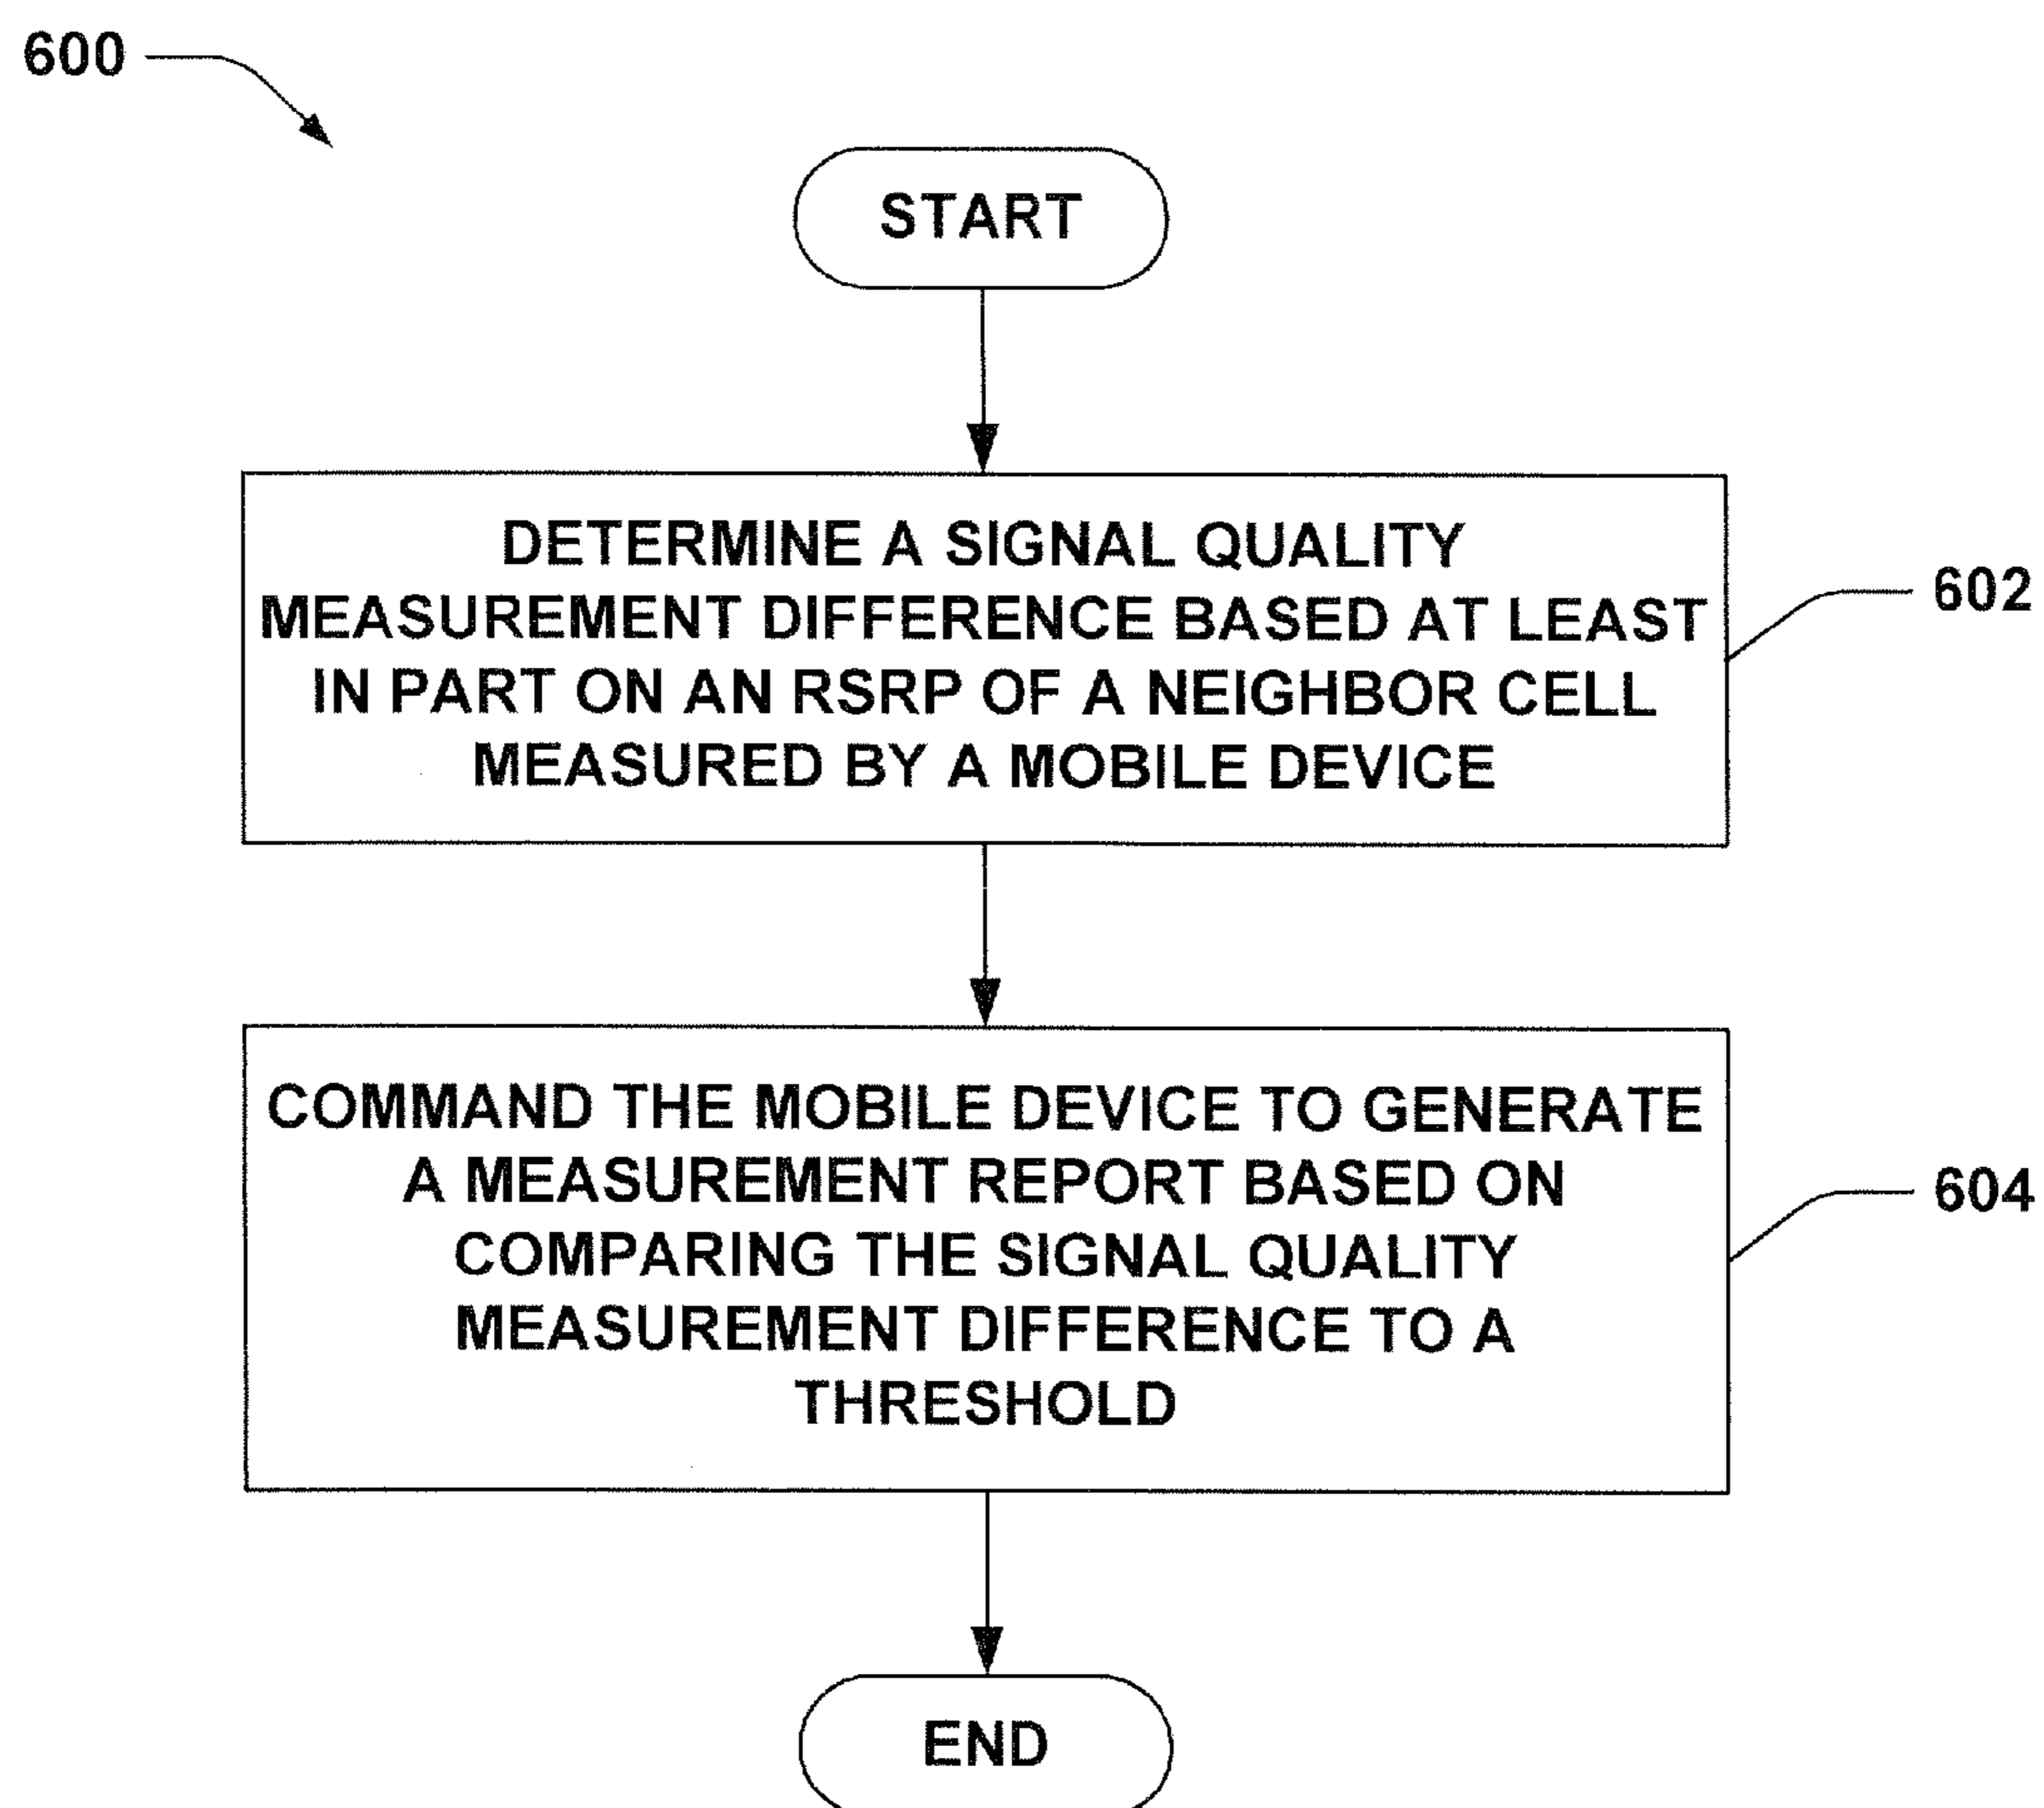 600
START
DETERMINE A SIGNAL QUALITY
MEASUREMENT DIFFERENCE BASED AT LEAST
IN PART ON AN RSRP OF A NEIGHBOR CELL
MEASURED BY A MOBILE DEVICE
602
COMMAND THE MOBILE DEVICE TO GENERATE
A MEASUREMENT REPORT BASED ON
COMPARING THE SIGNAL QUALITY
MEASUREMENT DIFFERENCE TO A
THRESHOLD
604
END